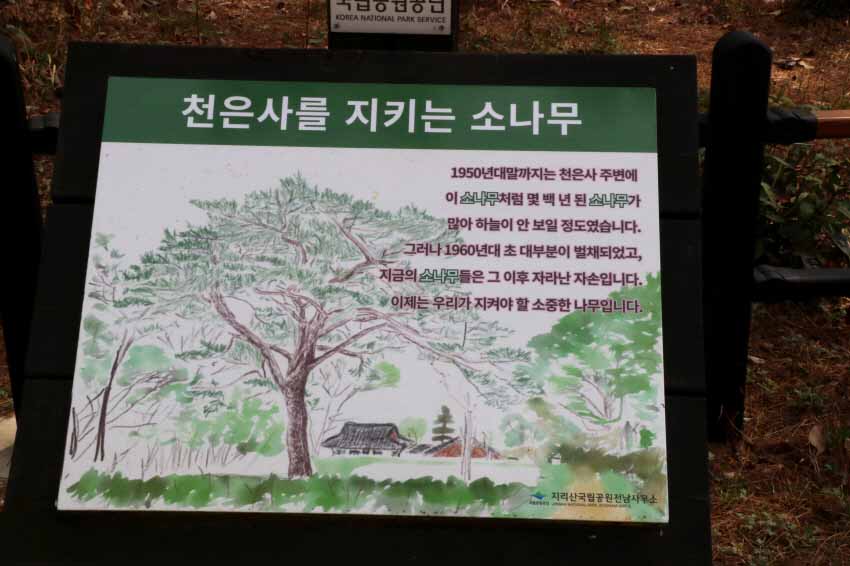 국립공원공단
KOREA NATIONAL PARK SERVICE
천은사를 지키는 소나무
1950년대말까지는 천은사 주변에
이 소나무처럼 몇 백 년 된 소나무가
많아 하늘이 안 보일 정도였습니다.
그러나 1960년대 초 대부분이 벌채되었고,
지금의 소나무들은 그 이후 자라난 자손입니다.
이제는 우리가 지켜야 할 소중한 나무입니다.
지리산국립공원전남사무소